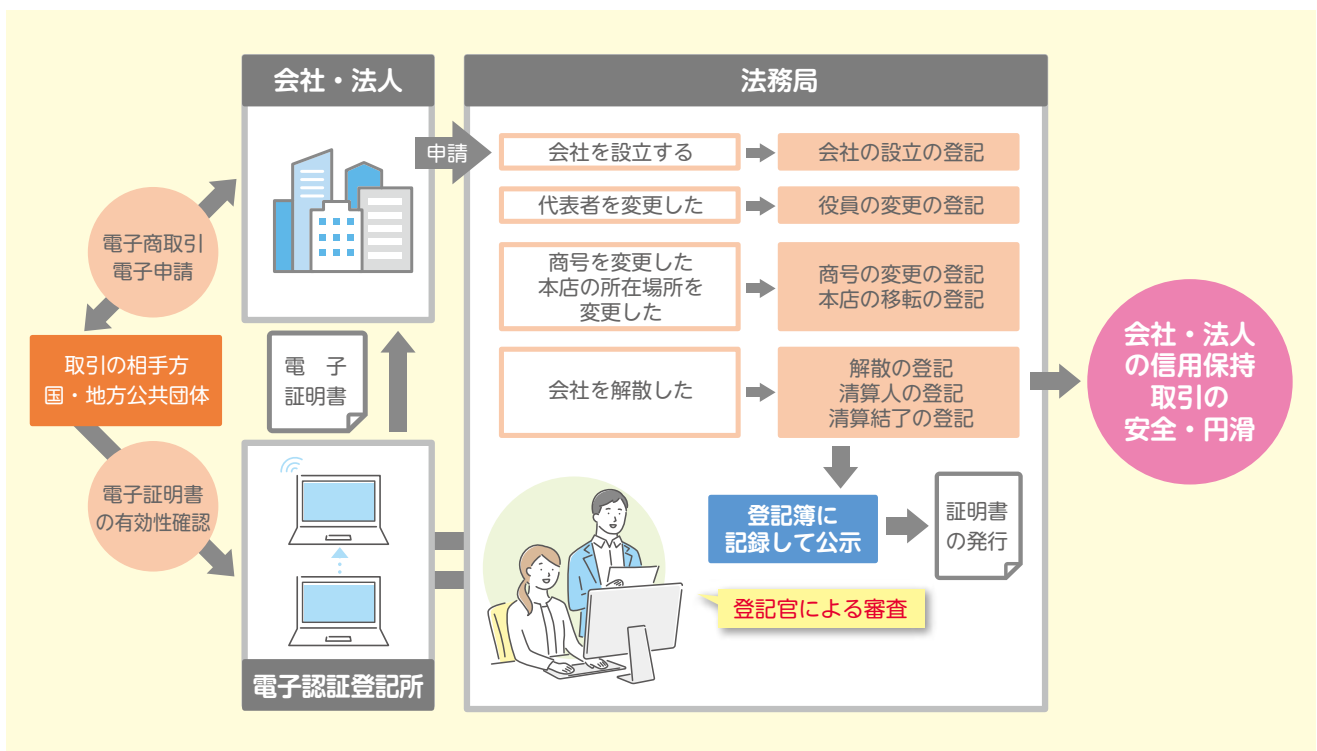 会社・法人
電子商取引
電子申請
取引の相手方
国・地方公共団体
電子証明書
の有効性確認
電　子
証明書
電子認証登記所
申請
法務局
会社を設立する
会社の設立の登記
代表者を変更した
役員の変更の登記
商号を変更した
本店の所在場所を
変更した
商号の変更の登記
本店の移転の登記
会社を解散した
解散の登記
清算人の登記
清算結了の登記
登記簿に
記録して公示
証明書
の発行
登記官による審査
会社・法人
の信用保持
取引の
安全・円滑